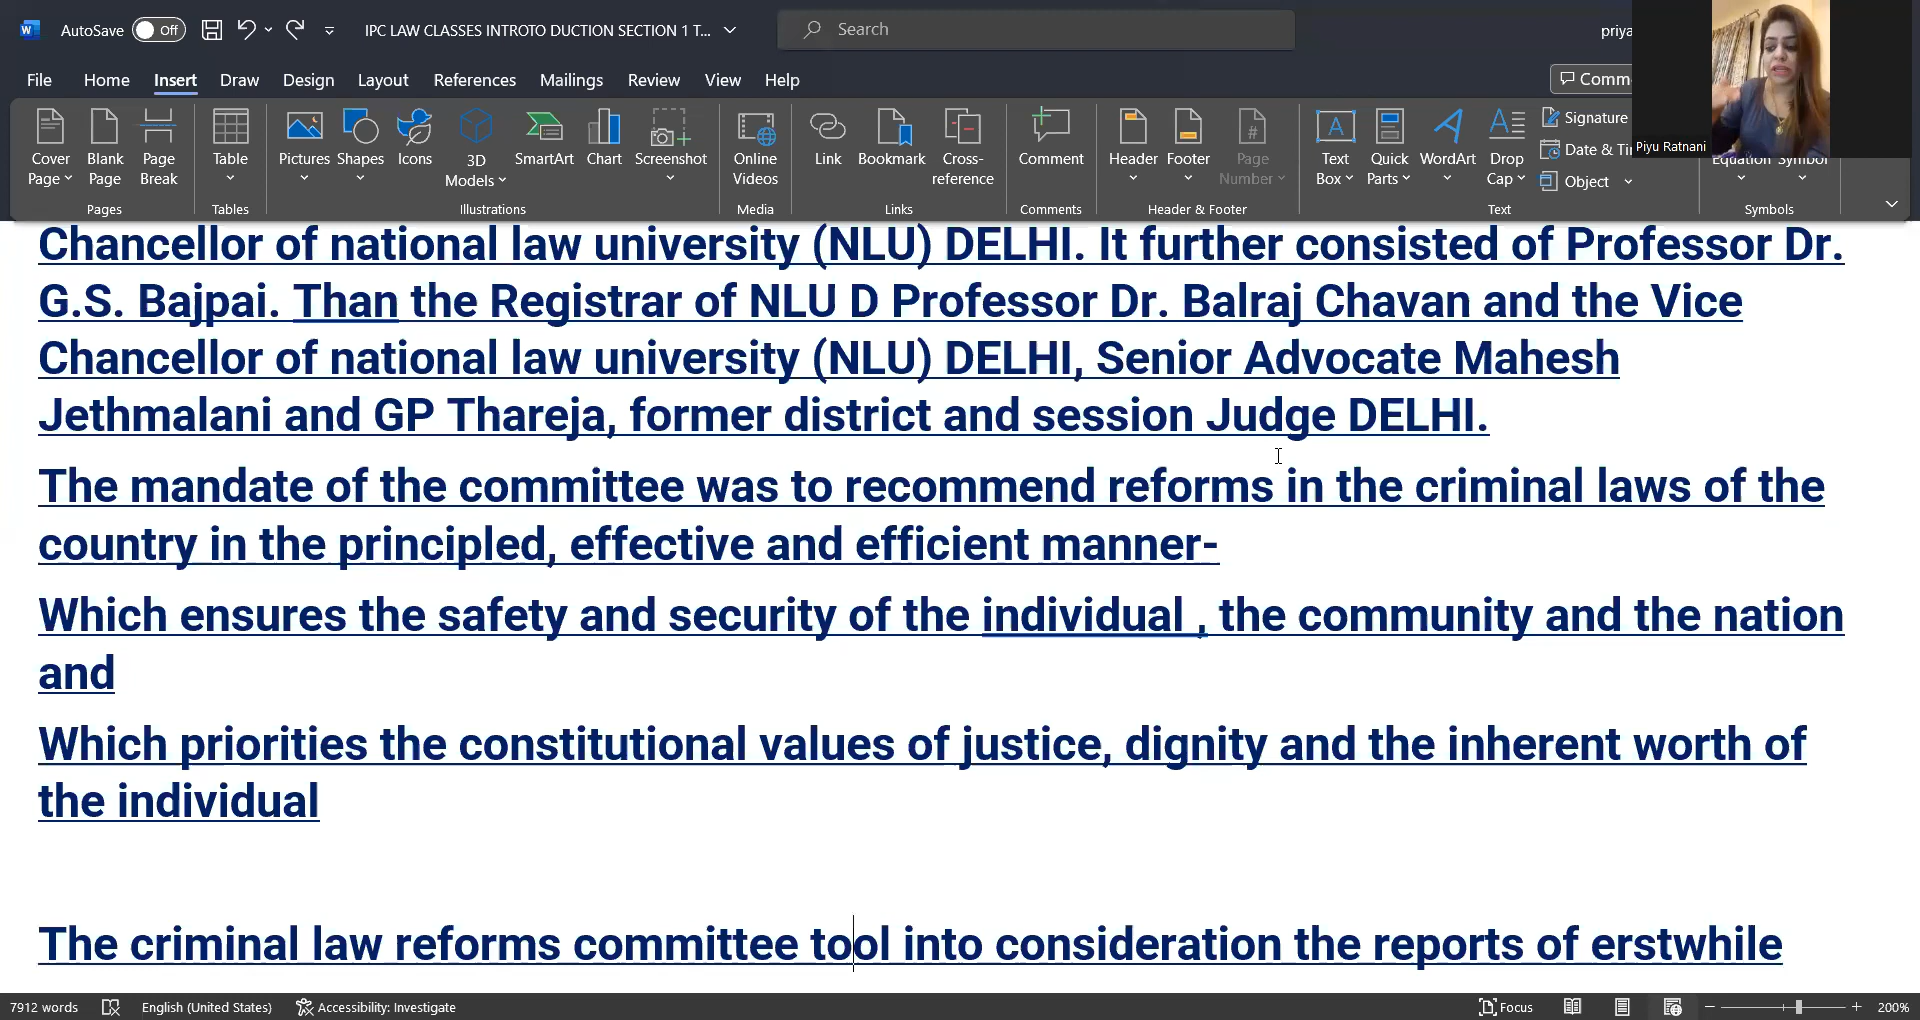 AutoSave Off IPC LAW CLASSES INTROTO DUCTION SECTION 1 T... Search priya
File Home Insert Draw Design Layout References Mailings Review View Help Comm
Cover Page Blank Page Page Break Table Pictures Shapes Icons 3D Models SmartArt Chart Screenshot Online Videos Link Bookmark Cross-reference Comment Header Footer Page Number Text Box Quick Parts WordArt Drop Cap Signature
Date & Ti
Object
Equation Symbol
Piyu Ratnani
Pages Tables Illustrations Media Links Comments Header & Footer Text Symbols
Chancellor of national law university (NLU) DELHI. It further consisted of Professor Dr.
G.S. Bajpai. Than the Registrar of NLU D Professor Dr. Balraj Chavan and the Vice
Chancellor of national law university (NLU) DELHI, Senior Advocate Mahesh
Jethmalani and GP Thareja, former district and session Judge DELHI.
The mandate of the committee was to recommend reforms in the criminal laws of the
country in the principled, effective and efficient manner-
Which ensures the safety and security of the individual , the community and the nation
and
Which priorities the constitutional values of justice, dignity and the inherent worth of
the individual
The criminal law reforms committee tool into consideration the reports of erstwhile
7912 words English (United States) Accessibility: Investigate Focus 200%